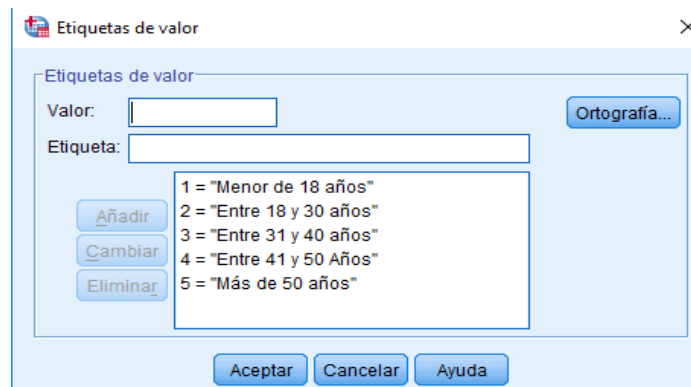 Etiquetas de valor
Etiquetas de valor
Valor:
Ortografía...
Etiqueta:
1 = "Menor de 18 años"
2 = "Entre 18 y 30 años"
3 = "Entre 31 y 40 años"
4 = "Entre 41 y 50 Años"
5 = "Más de 50 años"
Añadir
Cambiar
Eliminar
Aceptar Cancelar Ayuda